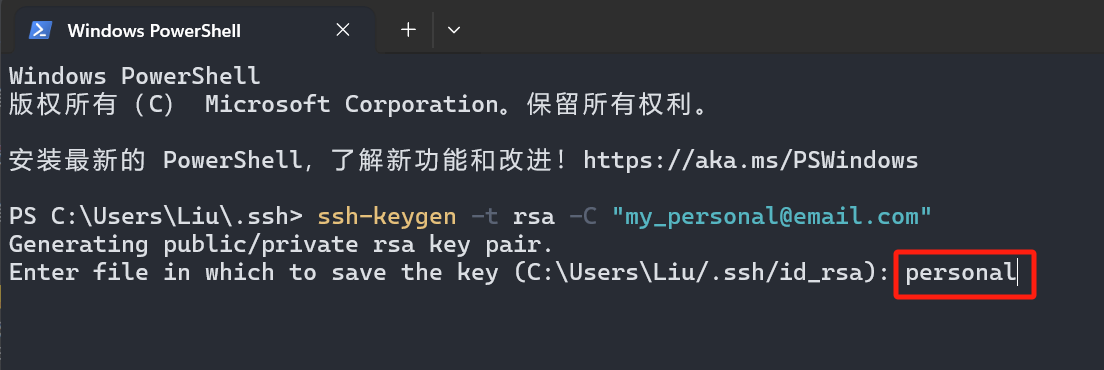 Windows PowerShell
Windows PowerShell
版权所有 (C) Microsoft Corporation。保留所有权利。
安装最新的 PowerShell，了解新功能和改进！https://aka.ms/PSWindows
PS C:\Users\Liu\.ssh> ssh-keygen -t rsa -C "my_personal@email.com"
Generating public/private rsa key pair.
Enter file in which to save the key (C:\Users\Liu/.ssh/id_rsa): personal